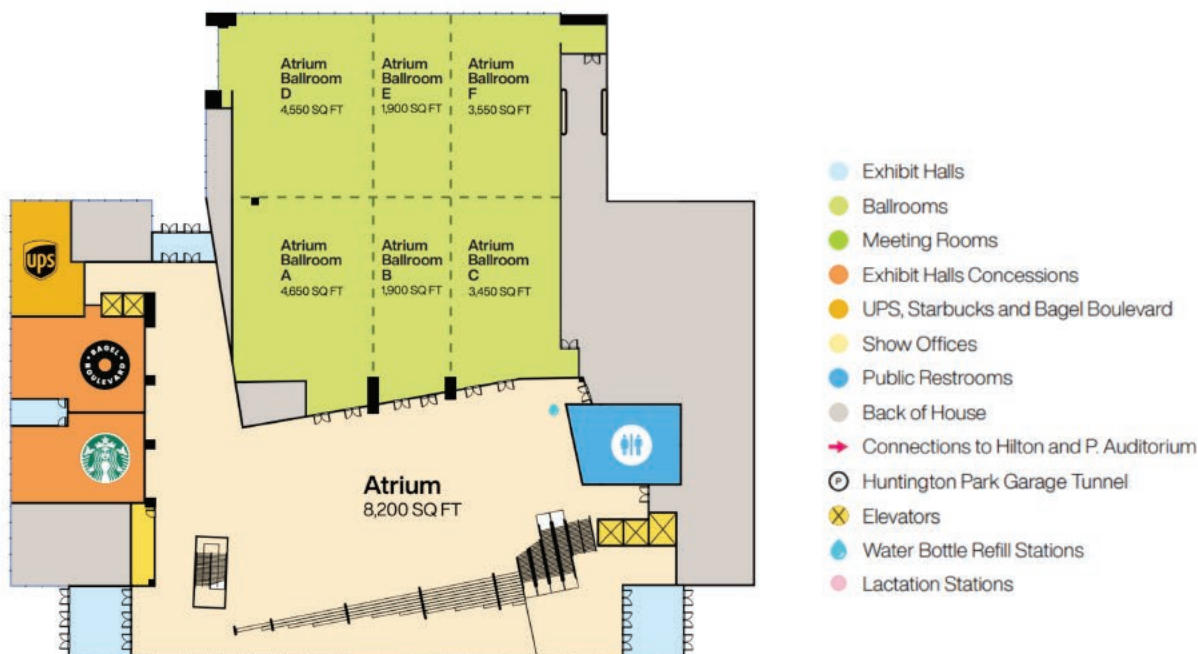 Atrium
Ballroom
D
4,550 SQ FT
Atrium
Ballroom
E
1,900 SQ FT
Atrium
Ballroom
F
3,550 SQ FT
Atrium
Ballroom
A
4,650 SQ FT
Atrium
Ballroom
B
1,900 SQ FT
Atrium
Ballroom
C
3,450 SQ FT
ups
BAGEL
BOULEVARD
Atrium
8,200 SQ FT
Exhibit Halls
Ballrooms
Meeting Rooms
Exhibit Halls Concessions
UPS, Starbucks and Bagel Boulevard
Show Offices
Public Restrooms
Back of House
Connections to Hilton and P. Auditorium
P Huntington Park Garage Tunnel
Elevators
Water Bottle Refill Stations
Lactation Stations